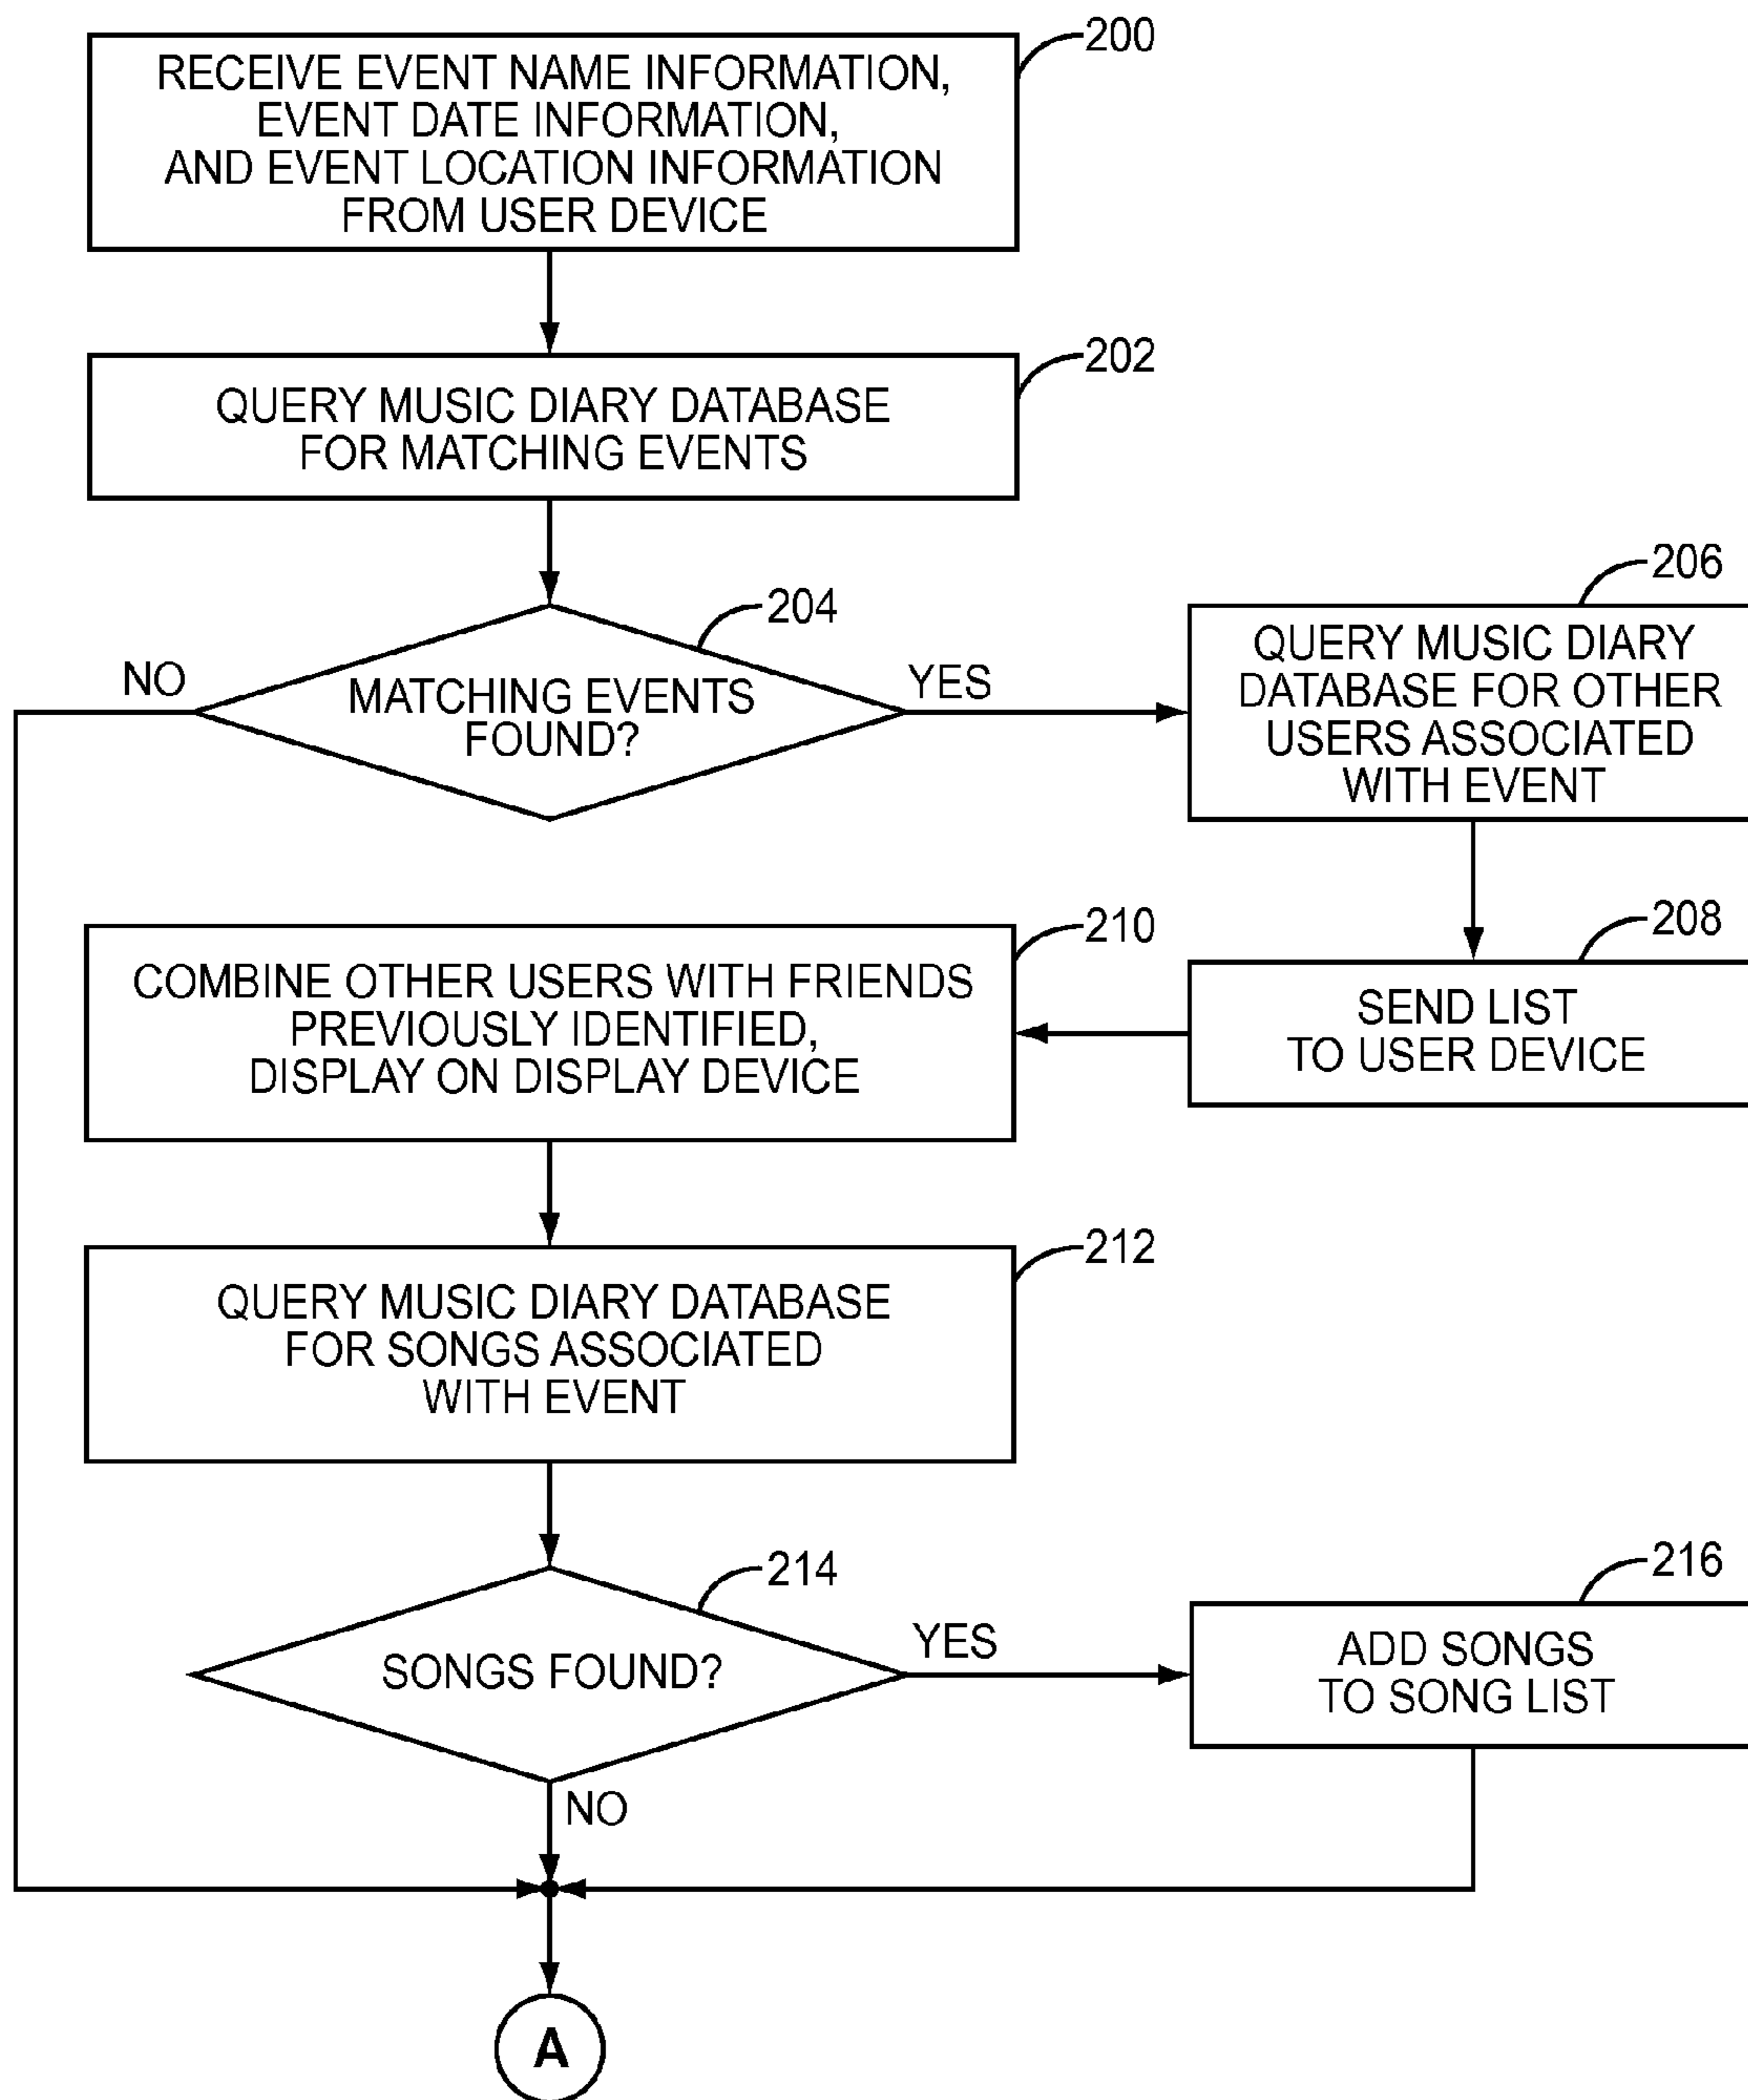 200
RECEIVE EVENT NAME INFORMATION,
EVENT DATE INFORMATION,
AND EVENT LOCATION INFORMATION
FROM USER DEVICE
202
QUERY MUSIC DIARY DATABASE
FOR MATCHING EVENTS
204
NO
MATCHING EVENTS
FOUND?
YES
206
QUERY MUSIC DIARY
DATABASE FOR OTHER
USERS ASSOCIATED
WITH EVENT
208
SEND LIST
TO USER DEVICE
210
COMBINE OTHER USERS WITH FRIENDS
PREVIOUSLY IDENTIFIED,
DISPLAY ON DISPLAY DEVICE
212
QUERY MUSIC DIARY DATABASE
FOR SONGS ASSOCIATED
WITH EVENT
214
SONGS FOUND?
YES
216
ADD SONGS
TO SONG LIST
NO
A